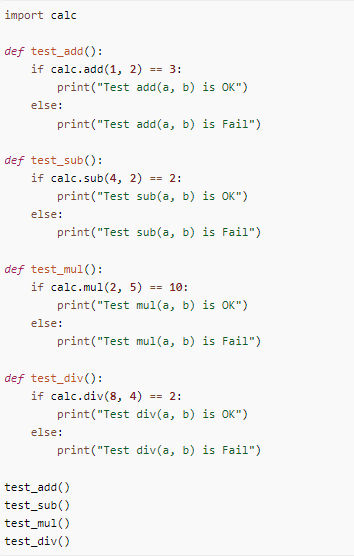 import calc

def test_add():
    if calc.add(1, 2) == 3:
        print("Test add(a, b) is OK")
    else:
        print("Test add(a, b) is Fail")

def test_sub():
    if calc.sub(4, 2) == 2:
        print("Test sub(a, b) is OK")
    else:
        print("Test sub(a, b) is Fail")

def test_mul():
    if calc.mul(2, 5) == 10:
        print("Test mul(a, b) is OK")
    else:
        print("Test mul(a, b) is Fail")

def test_div():
    if calc.div(8, 4) == 2:
        print("Test div(a, b) is OK")
    else:
        print("Test div(a, b) is Fail")

test_add()
test_sub()
test_mul()
test_div()